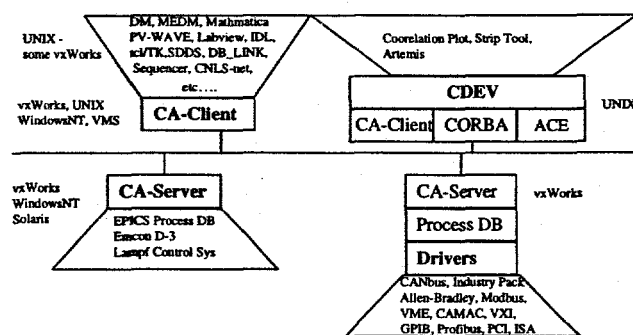 UNIX -
some vxWorks
DM, MEDM, Mathmatica
PV-WAVE, Labview, IDL,
tcl/TK,SDDS, DB_LINK,
Sequencer, CNLS-net,
etc....
vxWorks, UNIX
WindowsNT, VMS
CA-Client
Coorelation Plot, Strip Tool,
Artemis
CDEV
CA-Client
CORBA
ACE
UNIX
vxWorks
WindowsNT
Solaris
CA-Server
EPICS Process DB
Emcon D-3
Lampf Control Sys
CA-Server
vxWorks
Process DB
Drivers
CANbus, Industry Pack
Allen-Bradley, Modbus,
VME, CAMAC, VXI,
GPIB, Profibus, PCI, ISA